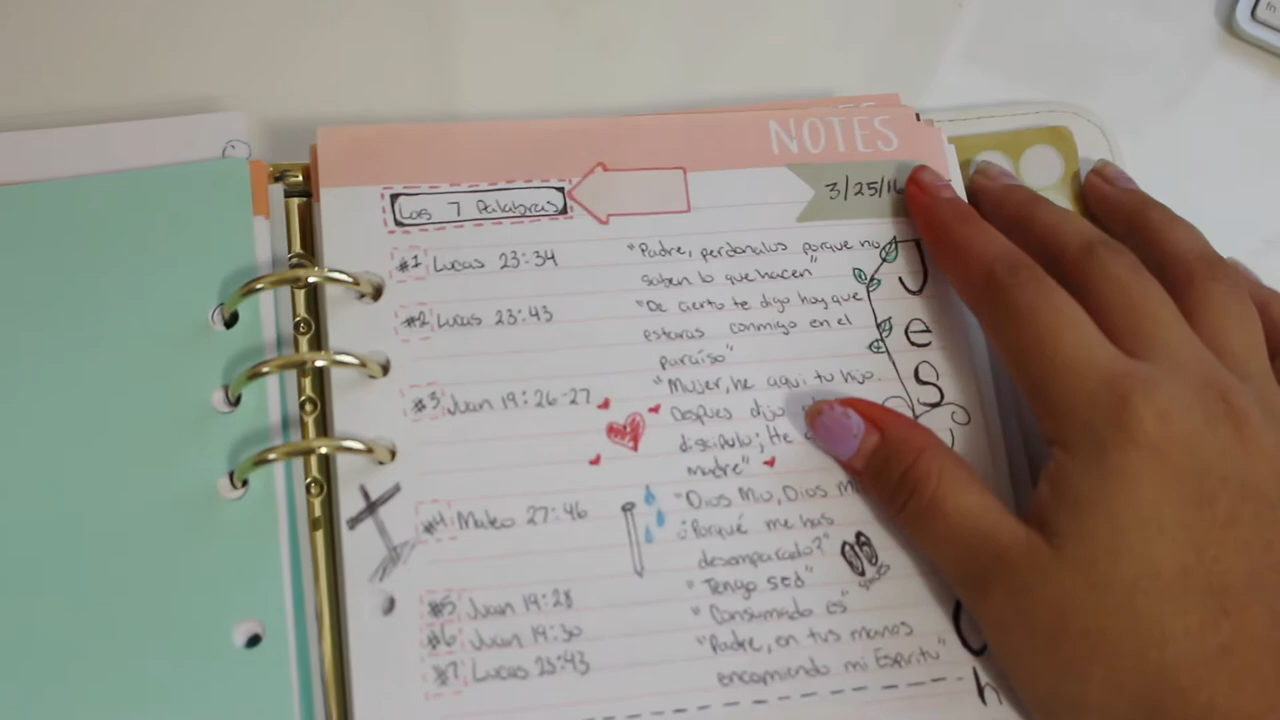 NOTES
3/25/16
Las 7 Palabras
#1 Lucas 23:34 "Padre, perdonalos porque no
saben lo que hacen"
#2 Lucas 23:43 "De cierto te digo hoy que
estaras conmigo en el
paraíso"
#3 Juan 19:26-27 "Mujer, he aqui tu hijo.
Despues dijo
discipulo; He
madre"
#4 Mateo 27:46 "Dios Mio, Dios
¿Porqué me has
desamparado?"
#5 Juan 19:28 "Tengo sed"
#6 Juan 19:30 "Consumado es"
#7 Lucas 23:43 "Padre, en tus manos
encomiendo mi Espiritu"
Jes
h
fn